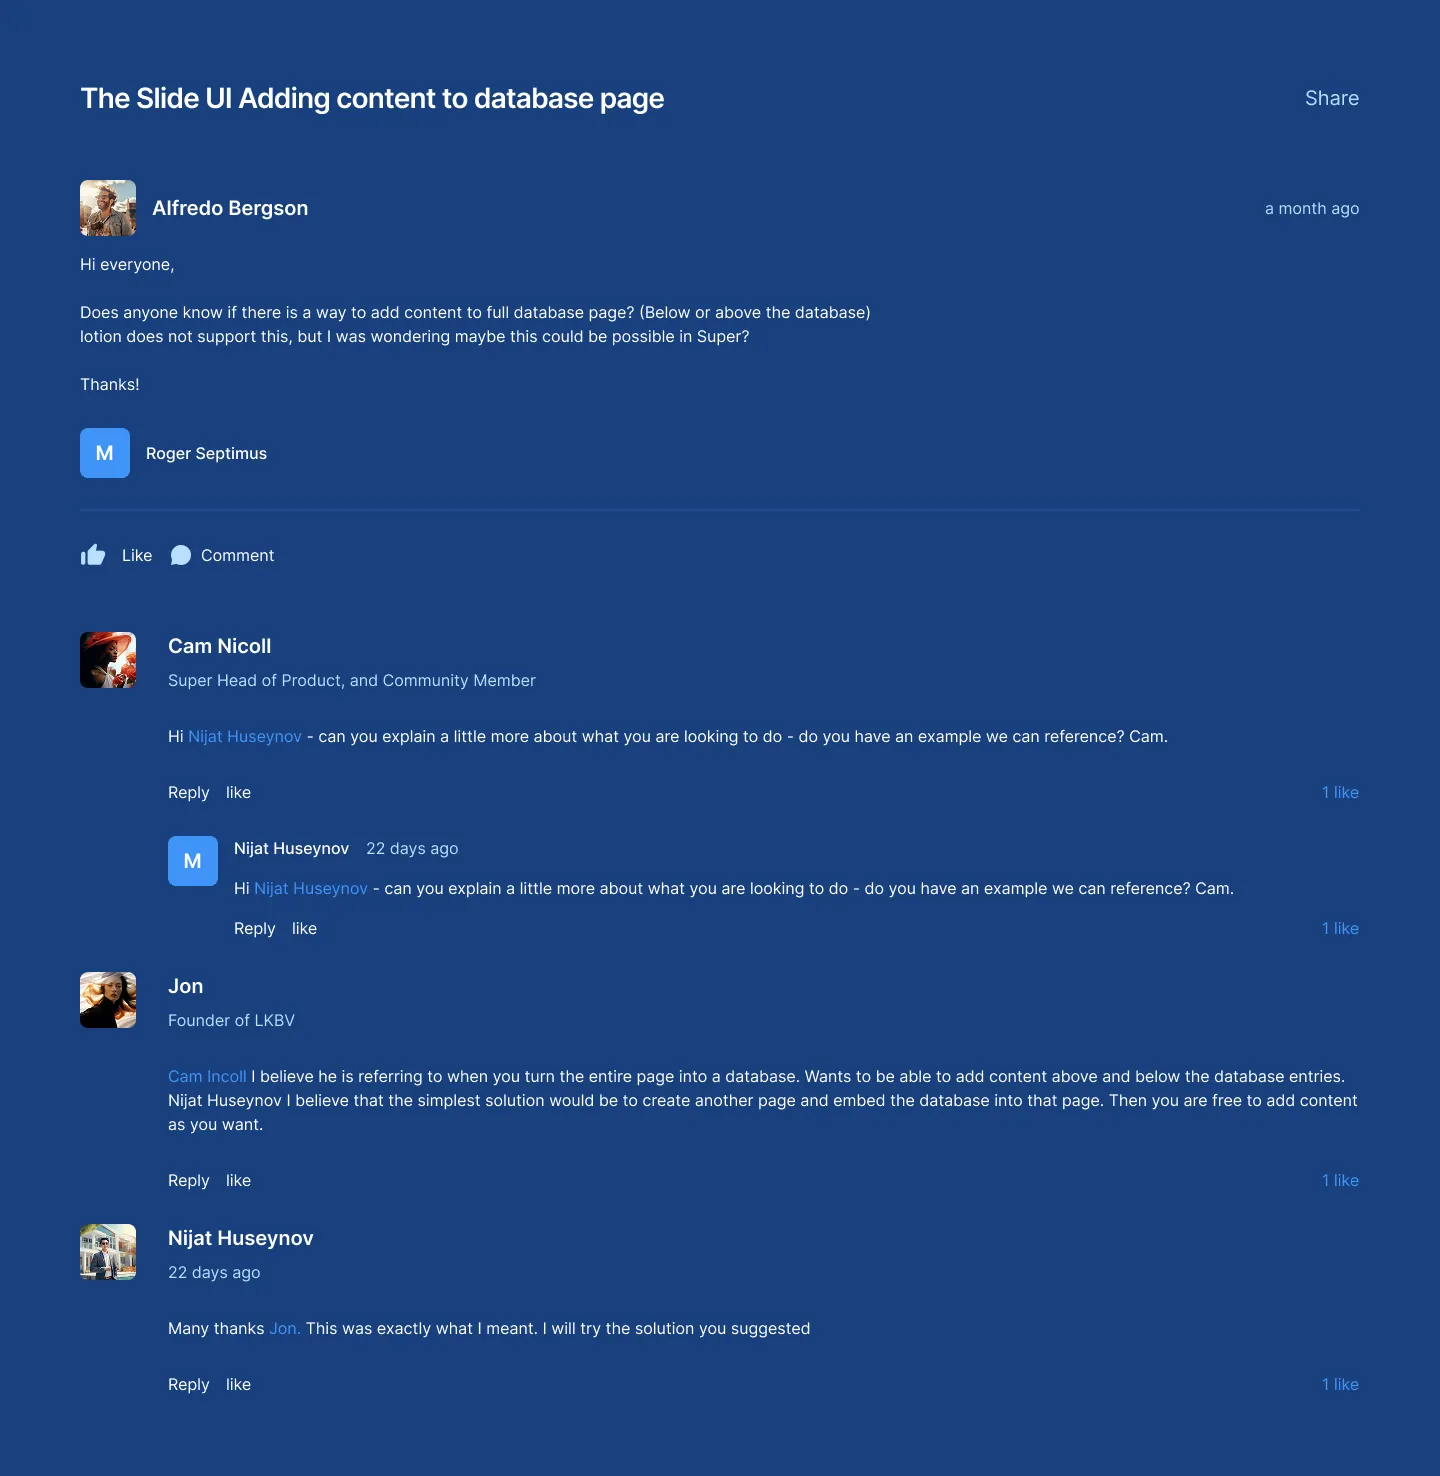 The Slide UI Adding content to database page
Share
Alfredo Bergson
a month ago
Hi everyone,
Does anyone know if there is a way to add content to full database page? (Below or above the database)
lotion does not support this, but I was wondering maybe this could be possible in Super?
Thanks!
M
Roger Septimus
Like
Comment
Cam Nicoll
Super Head of Product, and Community Member
Hi Nijat Huseynov - can you explain a little more about what you are looking to do - do you have an example we can reference? Cam.
Reply like
1 like
M
Nijat Huseynov 22 days ago
Hi Nijat Huseynov - can you explain a little more about what you are looking to do - do you have an example we can reference? Cam.
Reply like
1 like
Jon
Founder of LKBV
Cam Incoll I believe he is referring to when you turn the entire page into a database. Wants to be able to add content above and below the database entries.
Nijat Huseynov I believe that the simplest solution would be to create another page and embed the database into that page. Then you are free to add content
as you want.
Reply like
1 like
Nijat Huseynov
22 days ago
Many thanks Jon. This was exactly what I meant. I will try the solution you suggested
Reply like
1 like